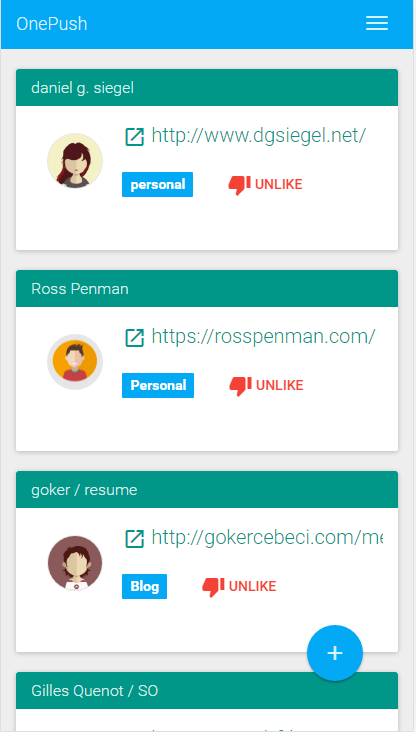 OnePush
daniel g. siegel
http://www.dgsiegel.net/
personal UNLIKE
Ross Penman
https://rosspenman.com/
Personal UNLIKE
goker / resume
http://gokercebeci.com/me
Blog UNLIKE
+
Gilles Quenot / SO